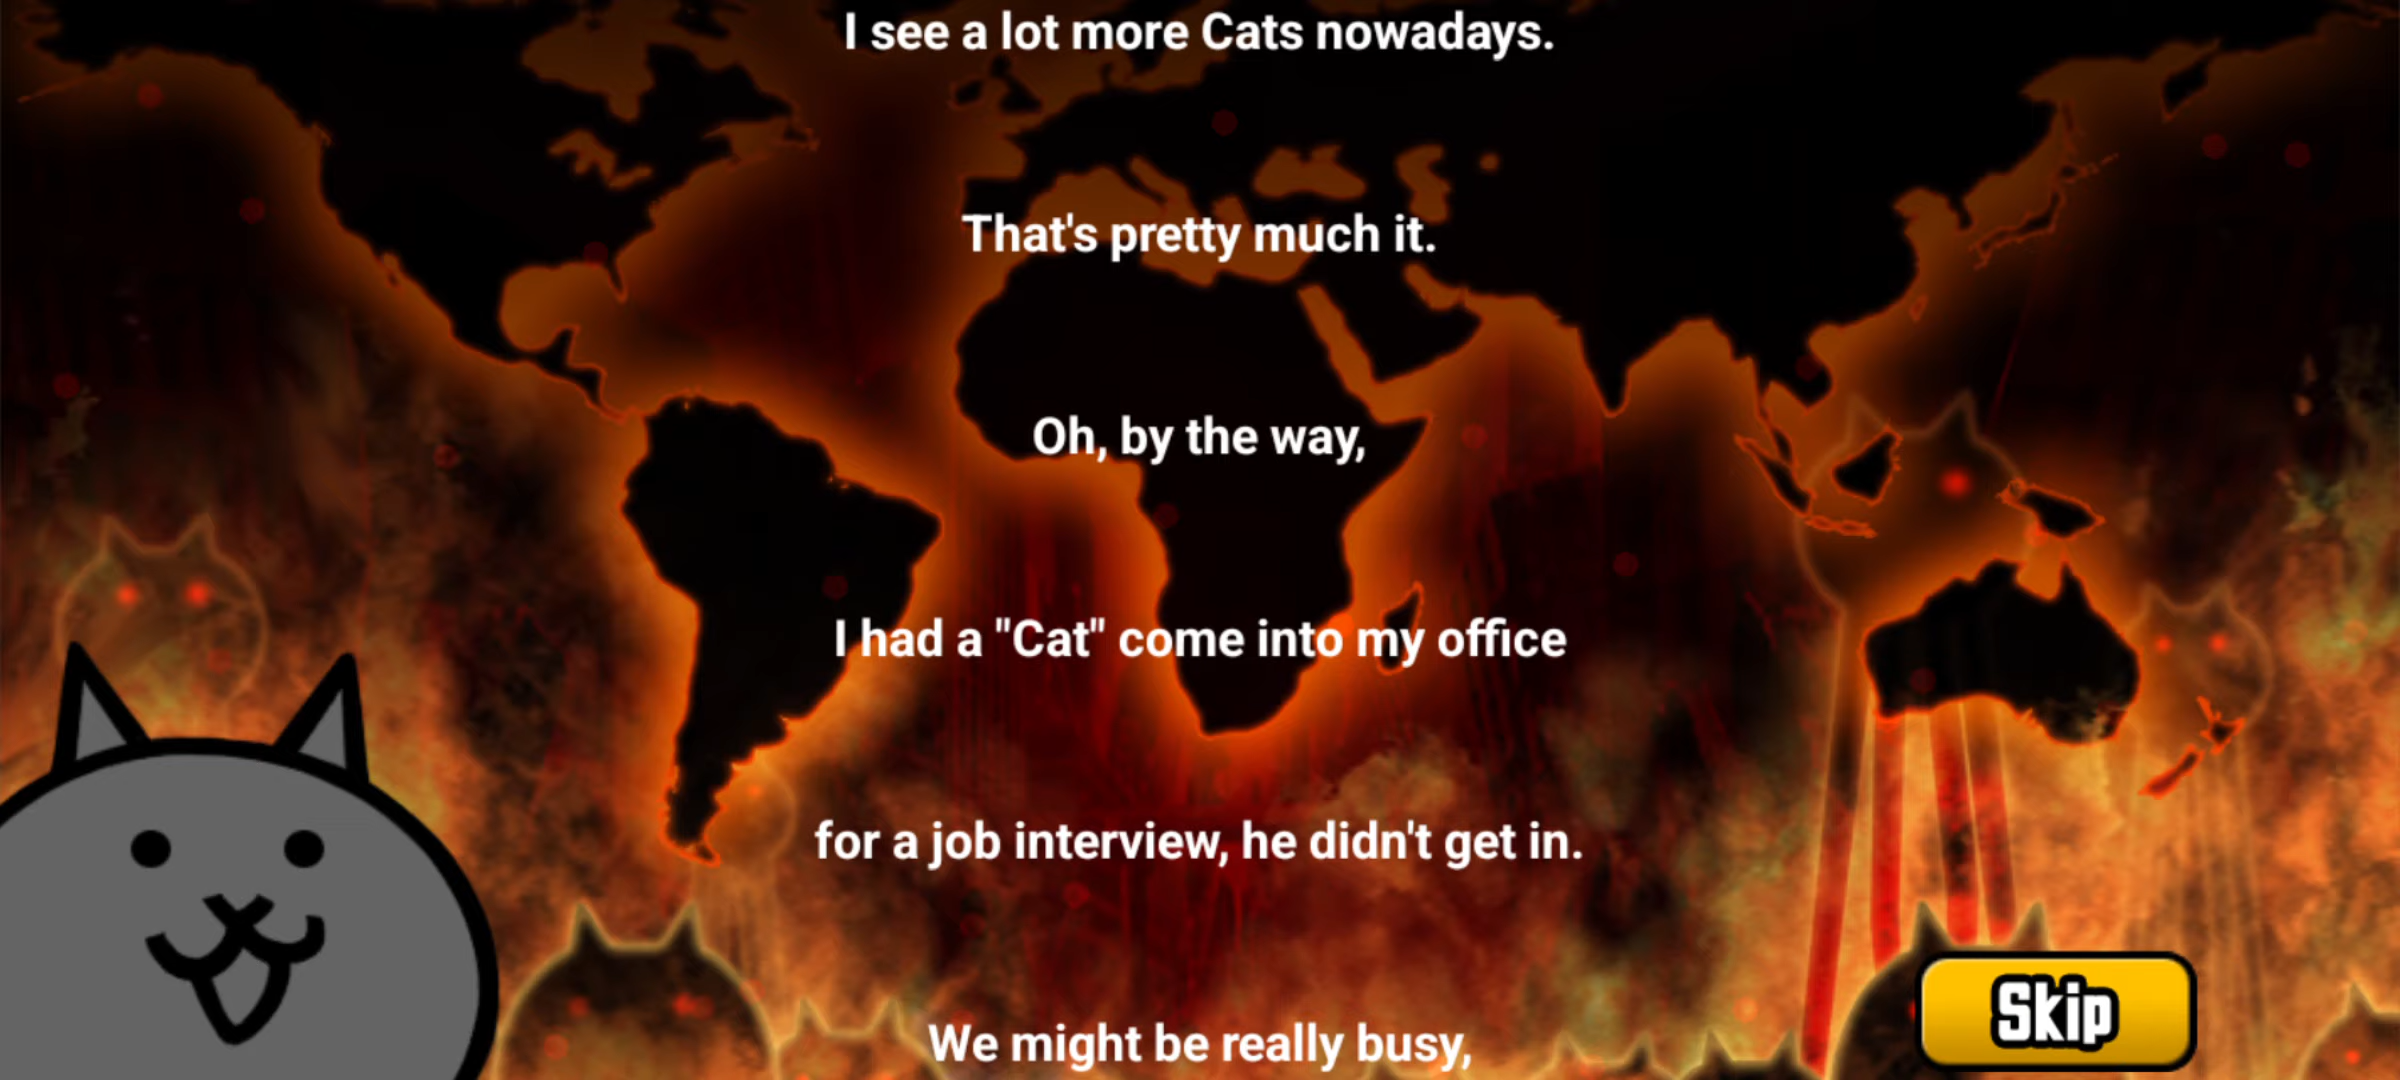 I see a lot more Cats nowadays.
That's pretty much it.
Oh, by the way,
I had a "Cat" come into my office
for a job interview, he didn't get in.
We might be really busy,
Skip